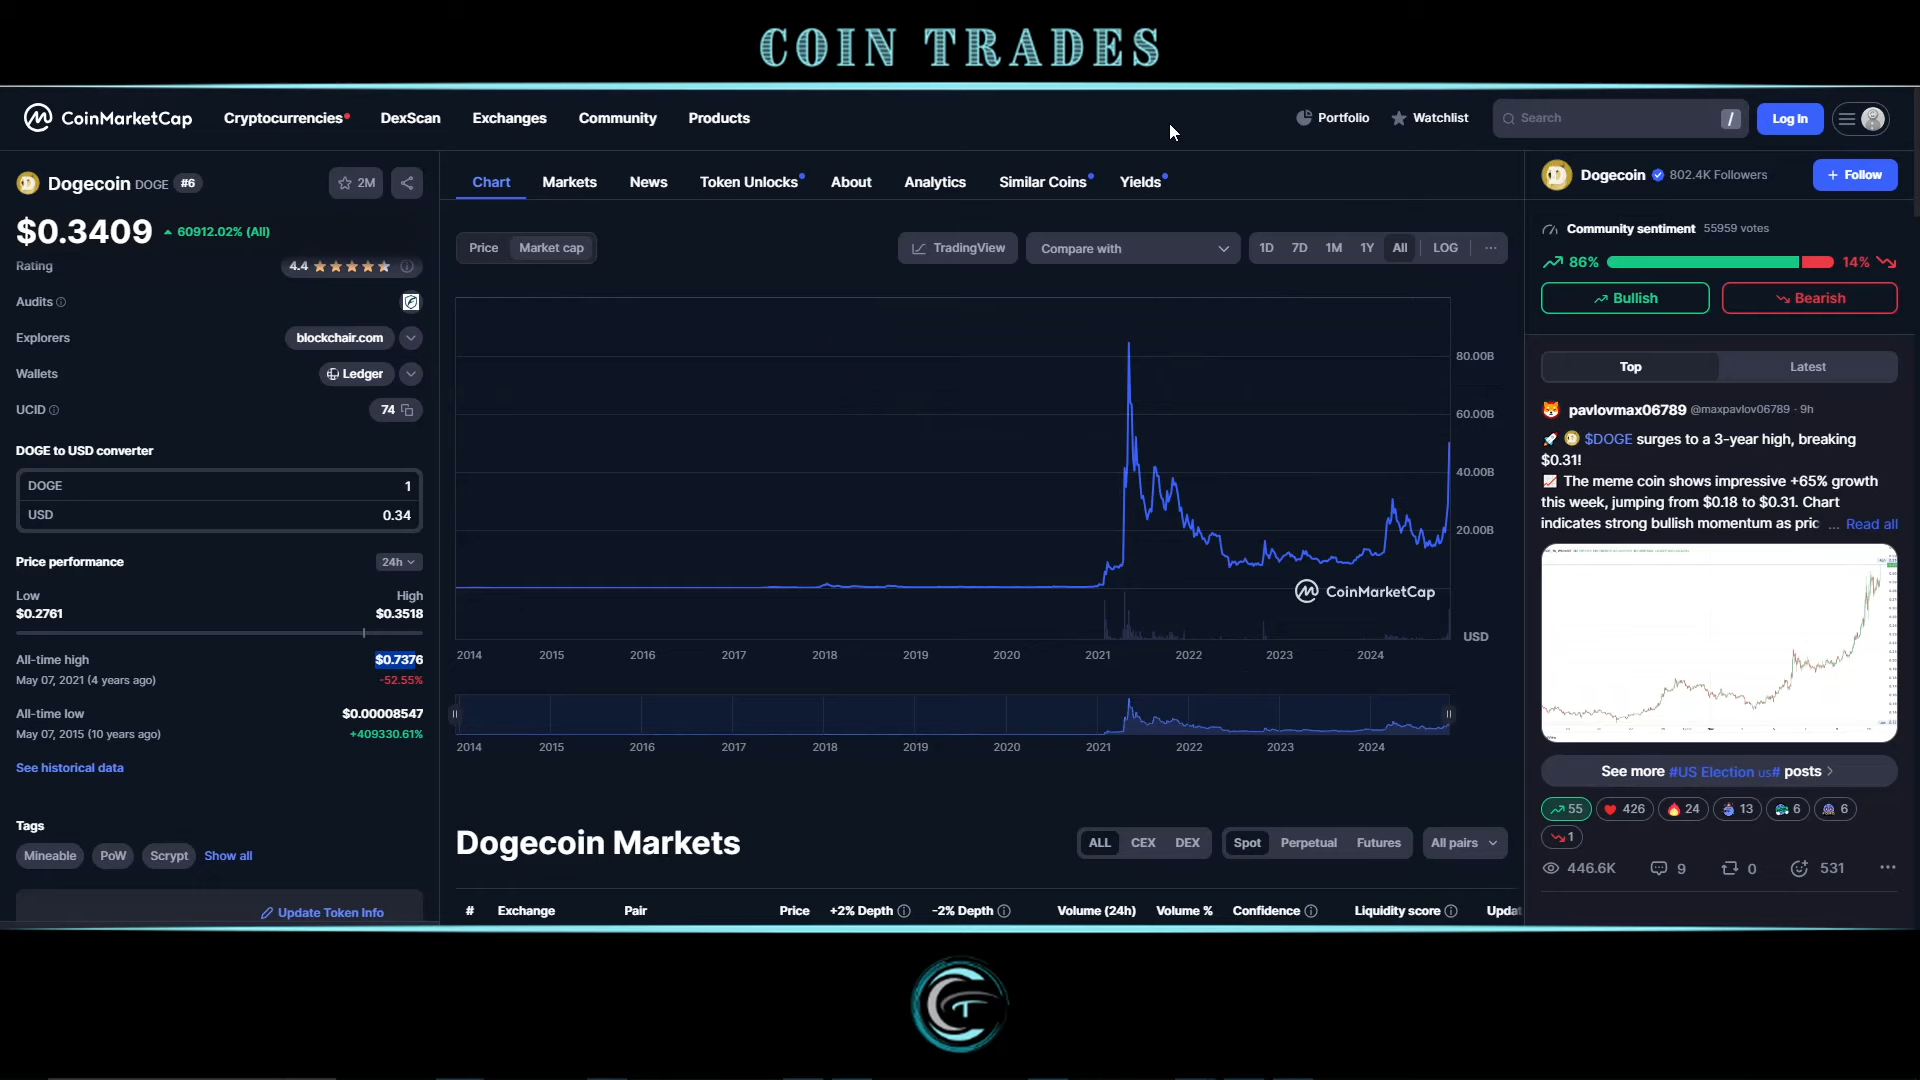 COIN TRADES
CoinMarketCap Cryptocurrencies DexScan Exchanges Community Products Portfolio Watchlist Search / Log In
Dogecoin DOGE #6 2M
$0.3409 60912.02% (All)
Rating 4.4
Audits
Explorers blockchair.com
Wallets Ledger
UCID 74
DOGE to USD converter
DOGE 1
USD 0.34
Price performance 24h
Low High
$0.2761 $0.3518
All-time high $0.7376
May 07, 2021 (4 years ago) -52.55%
All-time low $0.00008547
May 07, 2015 (10 years ago) +409330.61%
See historical data
Tags
Mineable PoW Scrypt Show all
Update Token Info
Chart Markets News Token Unlocks About Analytics Similar Coins Yields
Price Market cap TradingView Compare with 1D 7D 1M 1Y All LOG ...
80.00B
60.00B
40.00B
20.00B
CoinMarketCap
USD
2014 2015 2016 2017 2018 2019 2020 2021 2022 2023 2024
2014 2015 2016 2017 2018 2019 2020 2021 2022 2023 2024
Dogecoin Markets ALL CEX DEX Spot Perpetual Futures All pairs
# Exchange Pair Price +2% Depth -2% Depth Volume (24h) Volume % Confidence Liquidity score Updat
Dogecoin 802.4K Followers + Follow
Community sentiment 55959 votes
86% 14%
Bullish Bearish
Top Latest
pavlovmax06789 @maxpavlov06789 · 9h
$DOGE surges to a 3-year high, breaking
$0.31!
The meme coin shows impressive +65% growth
this week, jumping from $0.18 to $0.31. Chart
indicates strong bullish momentum as pric ... Read all
See more #US Election us# posts
55 426 24 13 6 6
1
446.6K 9 0 531 ...